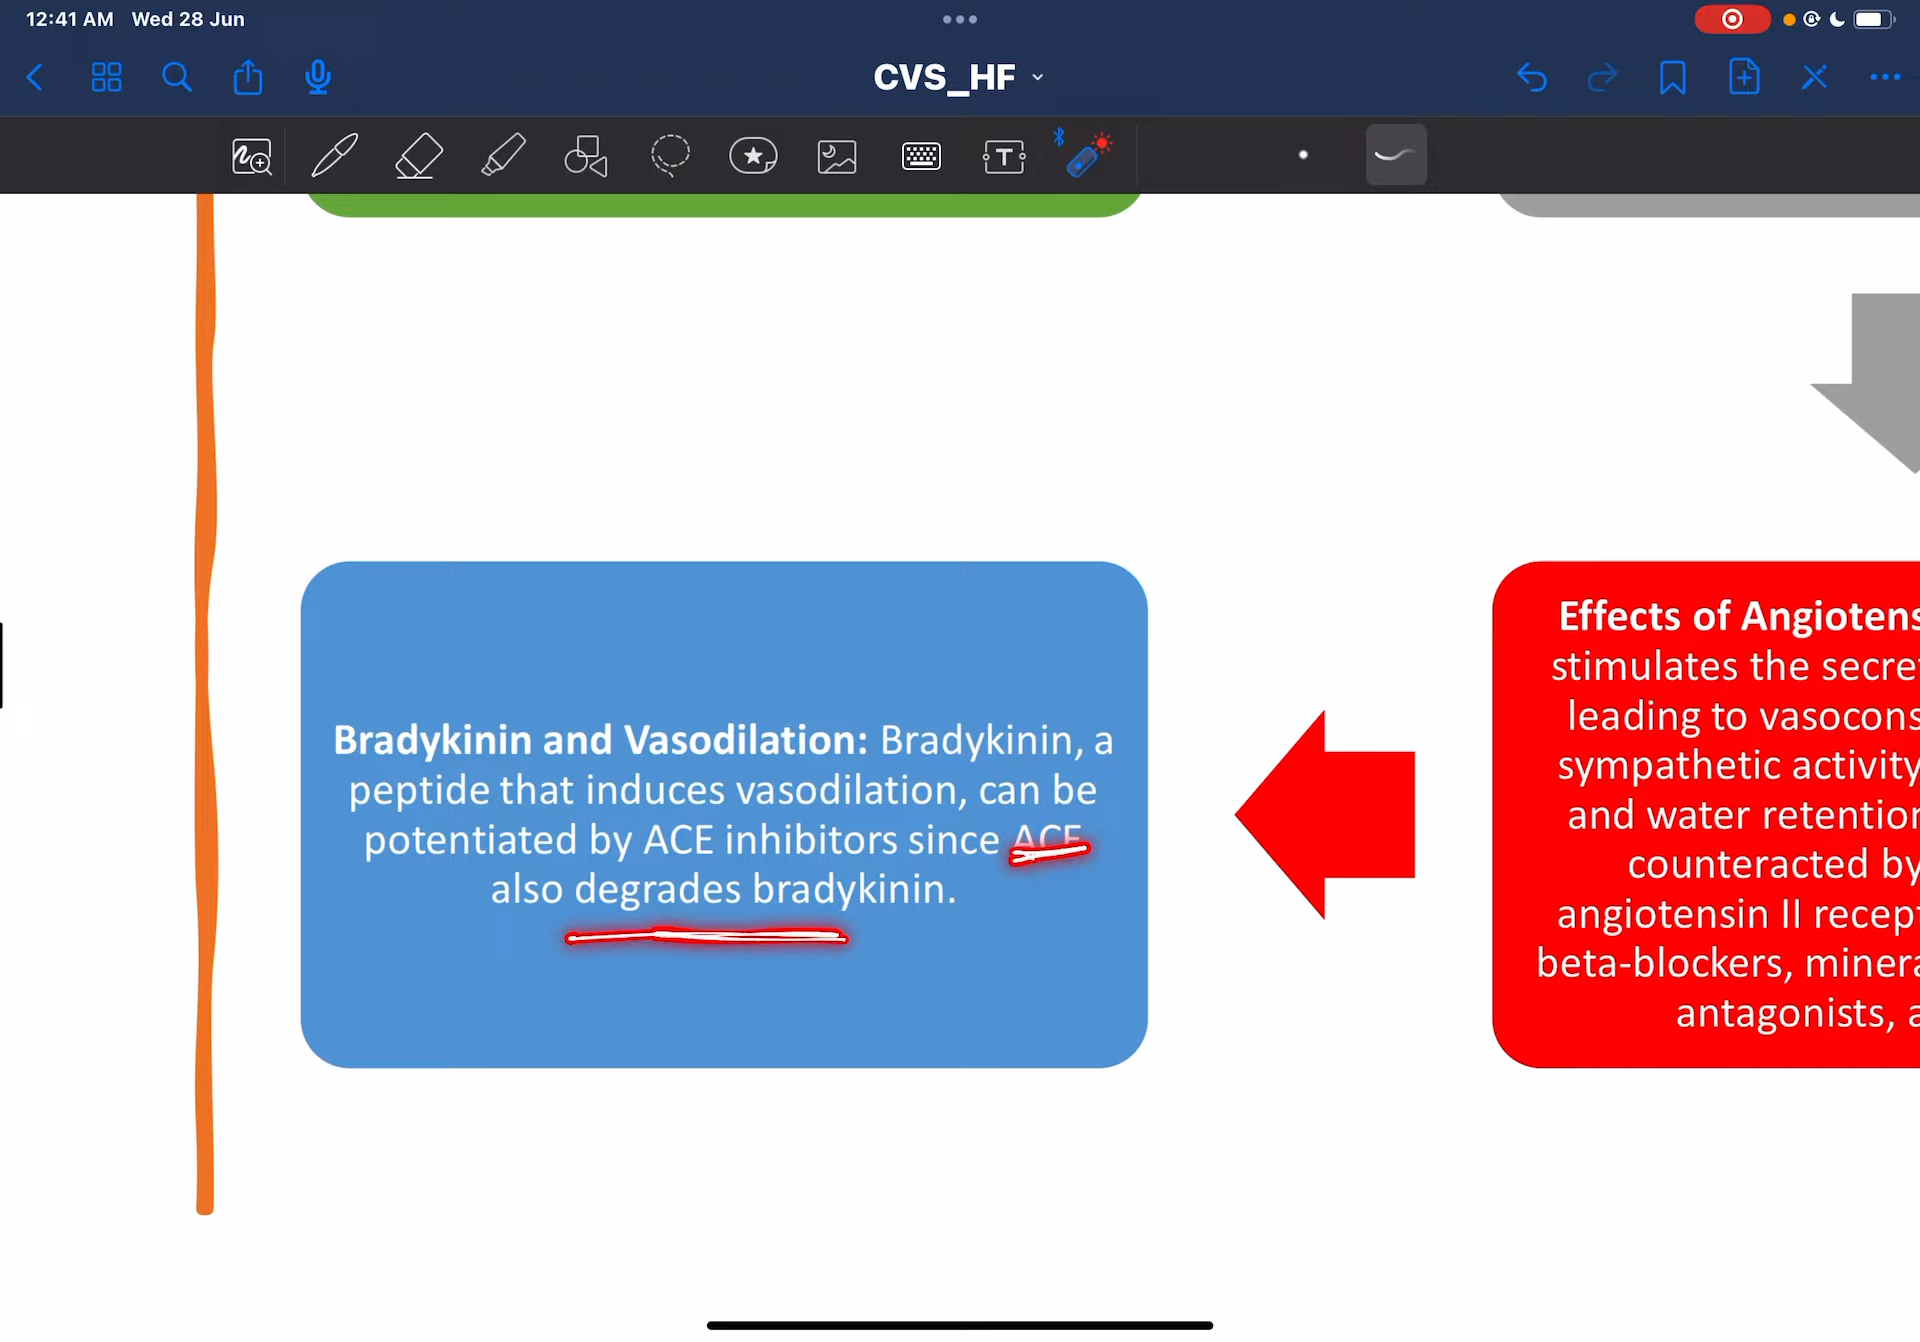 12:41 AM Wed 28 Jun
CVS_HF
T
Bradykinin and Vasodilation: Bradykinin, a
peptide that induces vasodilation, can be
potentiated by ACE inhibitors since ACE
also degrades bradykinin.
Effects of Angiotens
stimulates the secre
leading to vasocons
sympathetic activity
and water retention
counteracted by
angiotensin II recept
beta-blockers, minera
antagonists, a